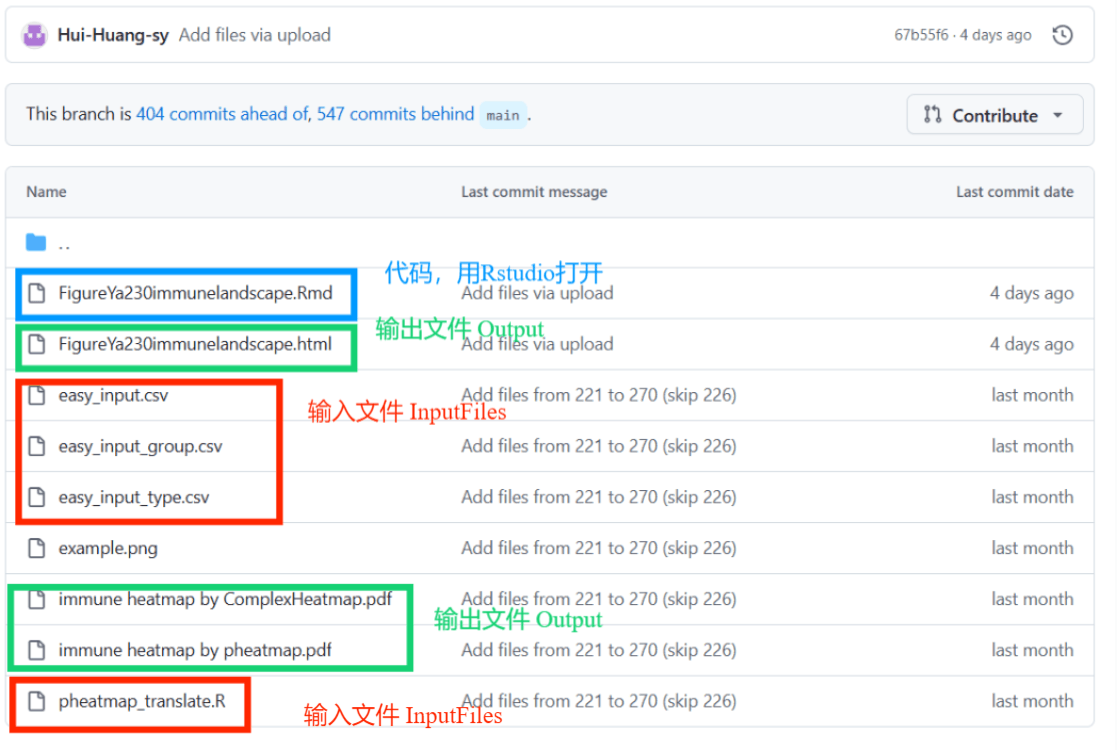 Hui-Huang-sy Add files via upload 67b55f6 · 4 days ago
This branch is 404 commits ahead of, 547 commits behind main . Contribute
Name Last commit message Last commit date
..
代码，用Rstudio打开
FigureYa230immunelandscape.Rmd Add files via upload 4 days ago
输出文件 Output
FigureYa230immunelandscape.html Add files via upload 4 days ago
easy_input.csv Add files from 221 to 270 (skip 226) last month
输入文件 InputFiles
easy_input_group.csv Add files from 221 to 270 (skip 226) last month
easy_input_type.csv Add files from 221 to 270 (skip 226) last month
example.png Add files from 221 to 270 (skip 226) last month
immune heatmap by ComplexHeatmap.pdf Add files from 221 to 270 (skip 226) last month
输出文件 Output
immune heatmap by pheatmap.pdf Add files from 221 to 270 (skip 226) last month
pheatmap_translate.R Add files from 221 to 270 (skip 226) last month
输入文件 InputFiles